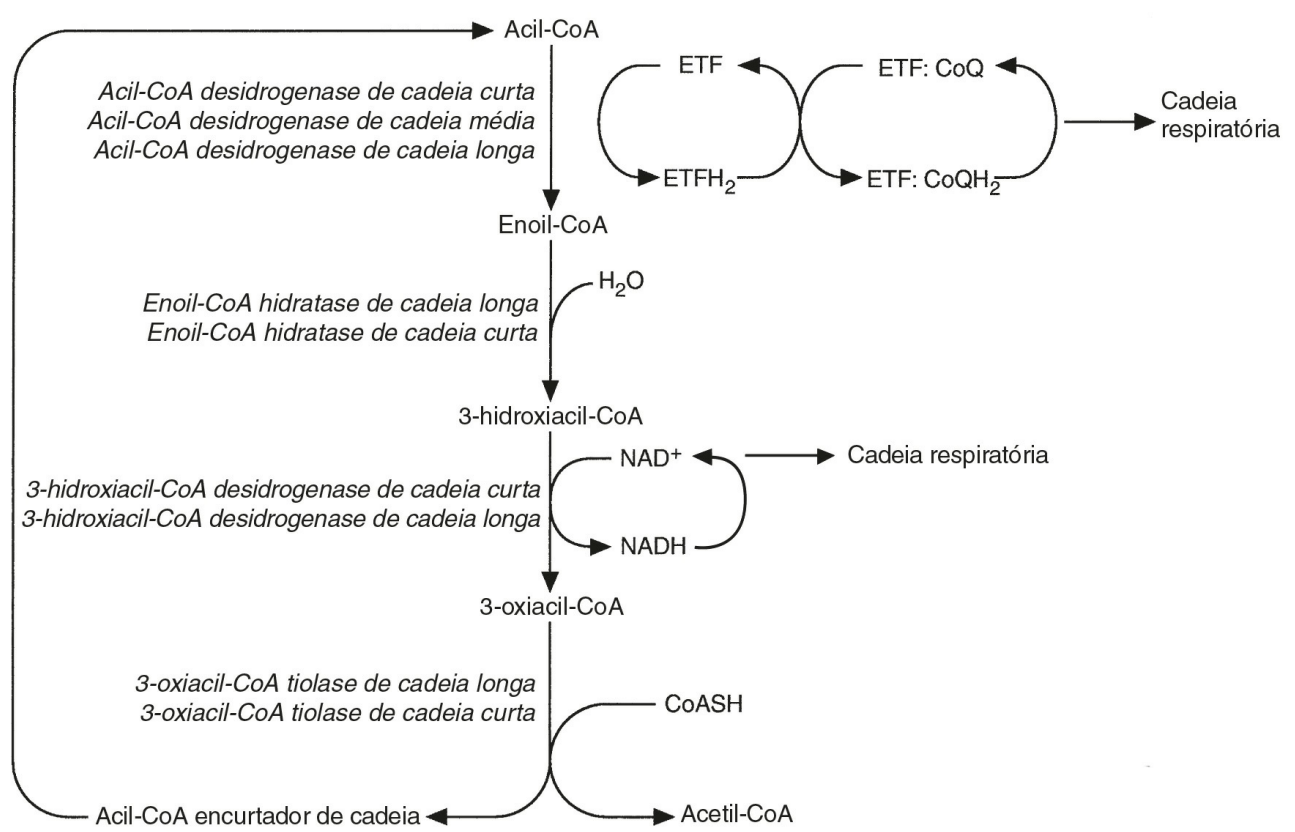 Acil-CoA
ETF
ETF: CoQ
Acil-CoA desidrogenase de cadeia curta
Acil-CoA desidrogenase de cadeia média
Acil-CoA desidrogenase de cadeia longa
Cadeia
respiratória
ETFH₂
ETF: CoQH₂
Enoil-CoA
H₂O
Enoil-CoA hidratase de cadeia longa
Enoil-CoA hidratase de cadeia curta
3-hidroxiacil-CoA
NAD⁺
Cadeia respiratória
3-hidroxiacil-CoA desidrogenase de cadeia curta
3-hidroxiacil-CoA desidrogenase de cadeia longa
NADH
3-oxiacil-CoA
3-oxiacil-CoA tiolase de cadeia longa
3-oxiacil-CoA tiolase de cadeia curta
CoASH
Acil-CoA encurtador de cadeia
Acetil-CoA